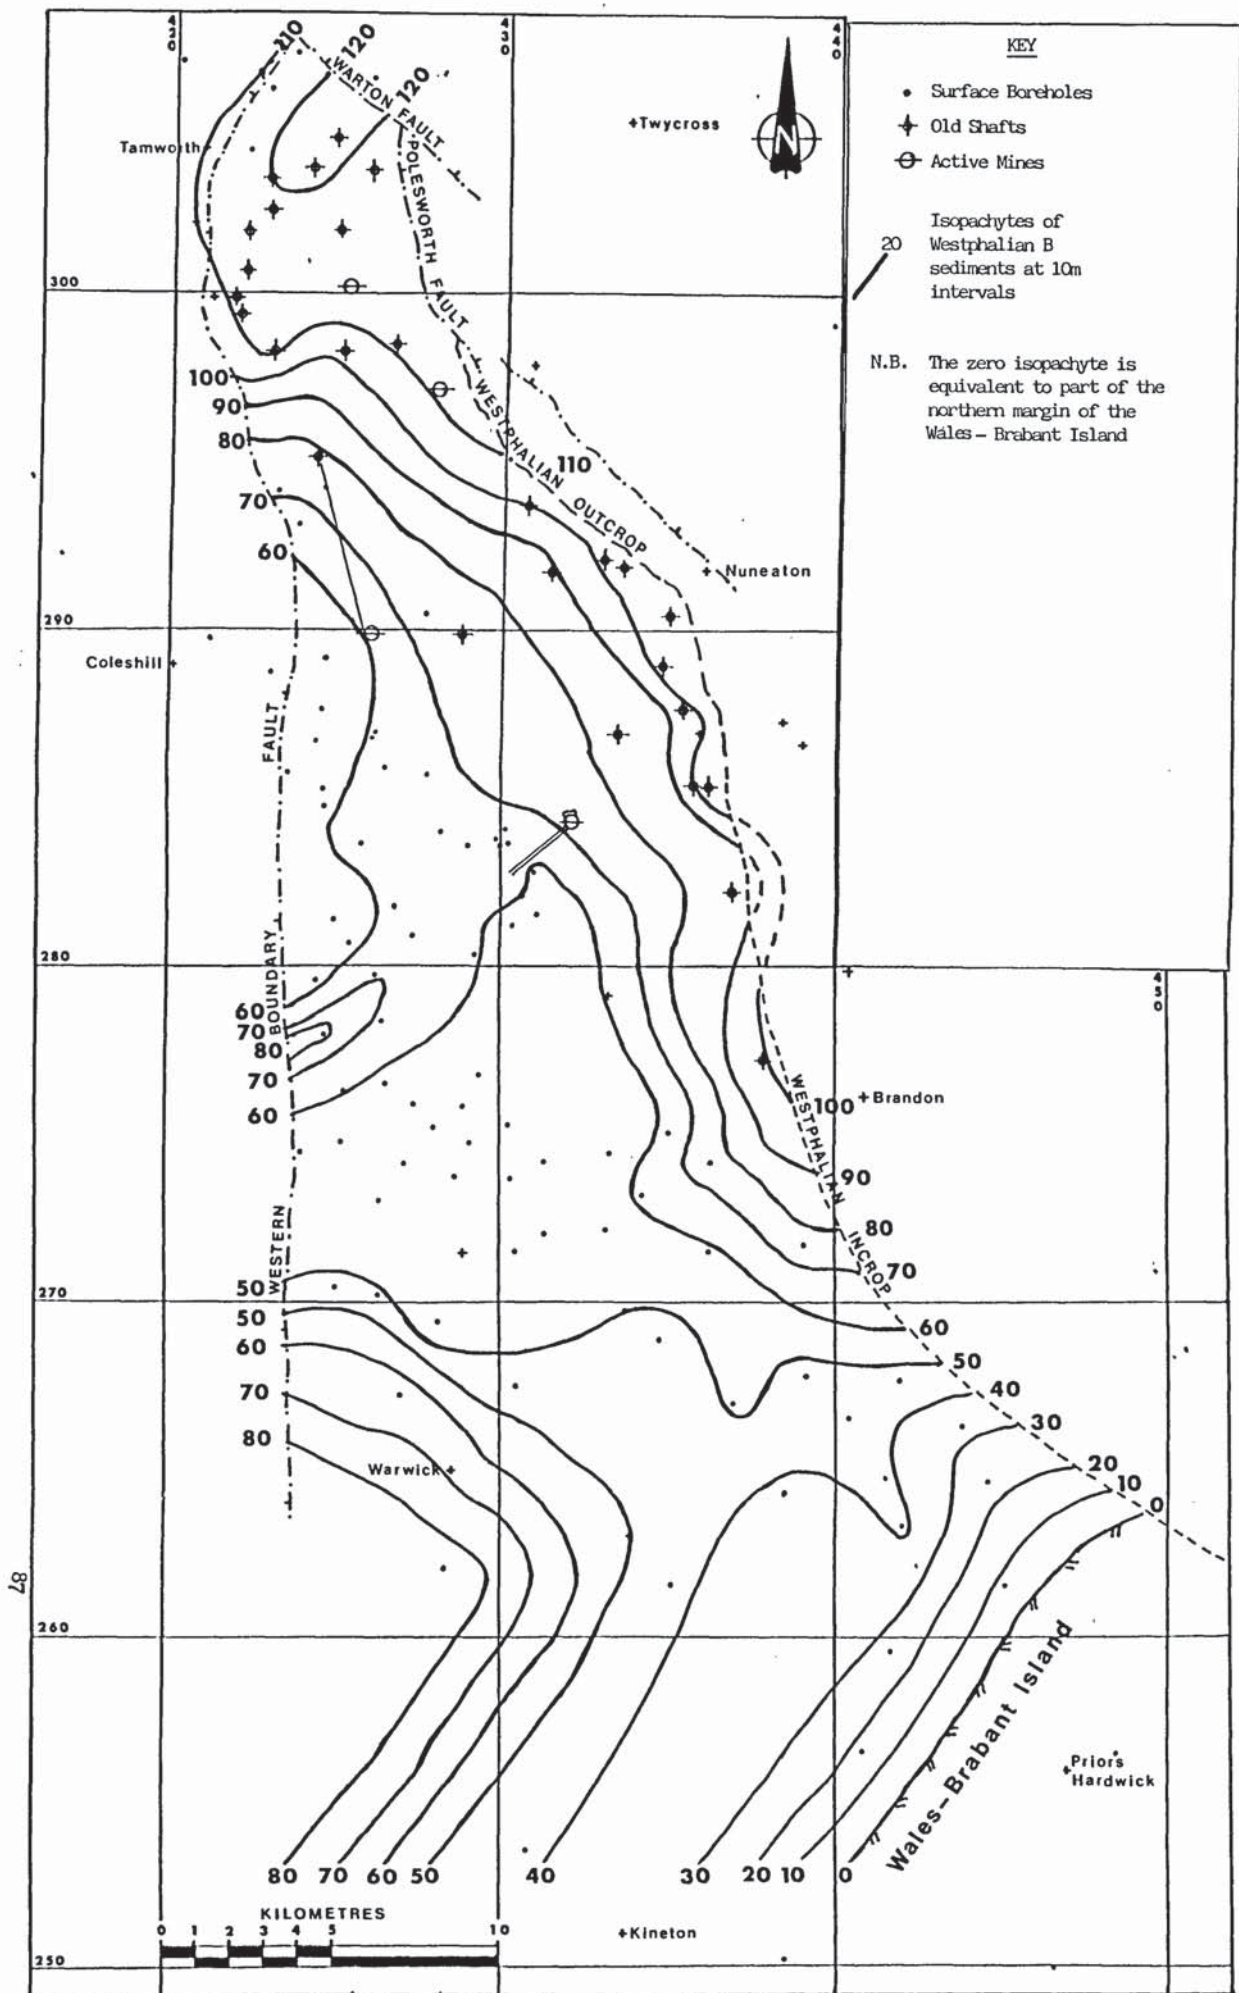 420
430
440
KEY
Surface Boreholes
Old Shafts
Active Mines
20
Isopachytes of
Westphalian B
sediments at 10m
intervals
N.B. The zero isopachyte is
equivalent to part of the
northern margin of the
Wales – Brabant Island
N
110
120
120
WARTON FAULT
Twycross
Tamworth
POLESWORTH FAULT
300
100
90
80
WESTPHALIAN OUTCROP
110
70
60
Nuneaton
290
Coleshill
WESTERN BOUNDARY FAULT
280
450
60
70
80
70
60
WESTPHALIAN INCROP
100
Brandon
90
80
70
50
270
50
60
60
50
70
40
80
30
Warwick
20
10
0
87
260
Wales–Brabant Island
Priors
Hardwick
80 70 60 50 40 30 20 10 0
KILOMETRES
0 1 2 3 4 5 10
Kineton
250